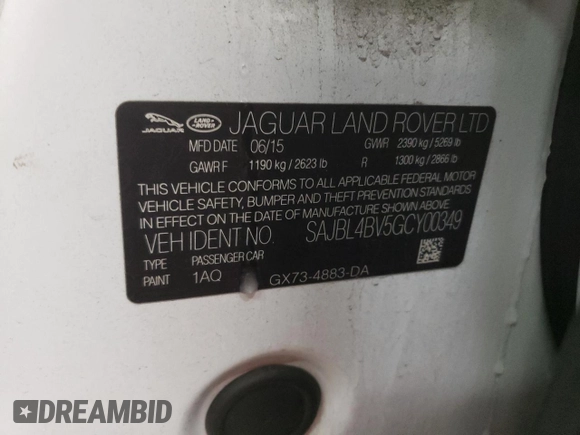 JAGUAR LAND-ROVER JAGUAR LAND ROVER LTD
MFD DATE 06/15 GWWR 2390 kg / 5269 lb
GAWR F 1190 kg / 2623 lb R 1300 kg / 2866 lb
THIS VEHICLE CONFORMS TO ALL APPLICABLE FEDERAL MOTOR
VEHICLE SAFETY, BUMPER AND THEFT PREVENTION STANDARDS
IN EFFECT ON THE DATE OF MANUFACTURE SHOWN ABOVE
VEH IDENT NO. SAJBL4BV5GCY00349
TYPE PASSENGER CAR
PAINT 1AQ GX73-4883-DA
DREAMBID